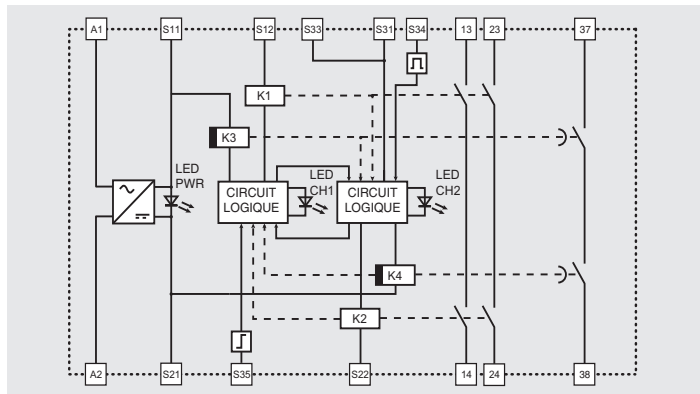 A1
S11
S12
S33
S31
S34
13
23
37
K1
K3
LED
PWR
LED
CH1
LED
CH2
CIRCUIT
LOGIQUE
CIRCUIT
LOGIQUE
K4
K2
A2
S21
S35
S22
14
24
38